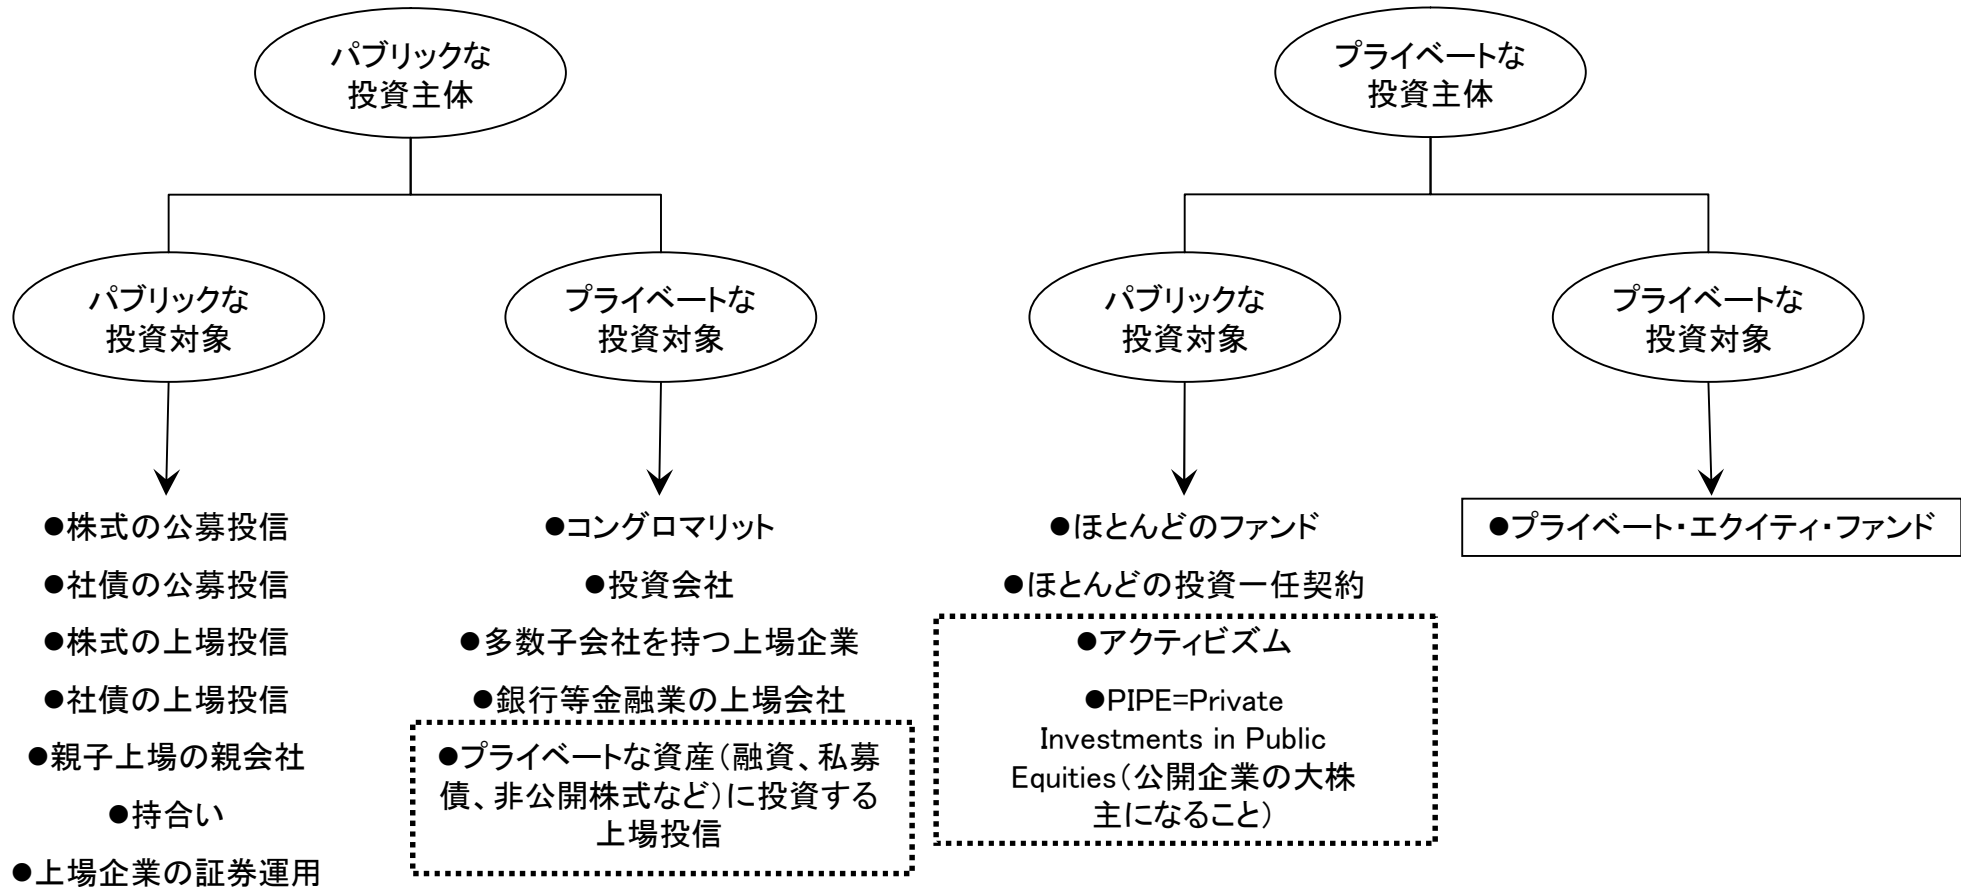 パブリックな
投資主体
プライベートな
投資主体
パブリックな
投資対象
プライベートな
投資対象
パブリックな
投資対象
プライベートな
投資対象
●株式の公募投信
●社債の公募投信
●株式の上場投信
●社債の上場投信
●親子上場の親会社
●持合い
●上場企業の証券運用
●コングロマリット
●投資会社
●多数子会社を持つ上場企業
●銀行等金融業の上場会社
●プライベートな資産(融資、私募
債、非公開株式など)に投資する
上場投信
●ほとんどのファンド
●ほとんどの投資一任契約
●アクティビズム
●PIPE=Private
Investments in Public
Equities(公開企業の大株
主になること)
●プライベート・エクイティ・ファンド